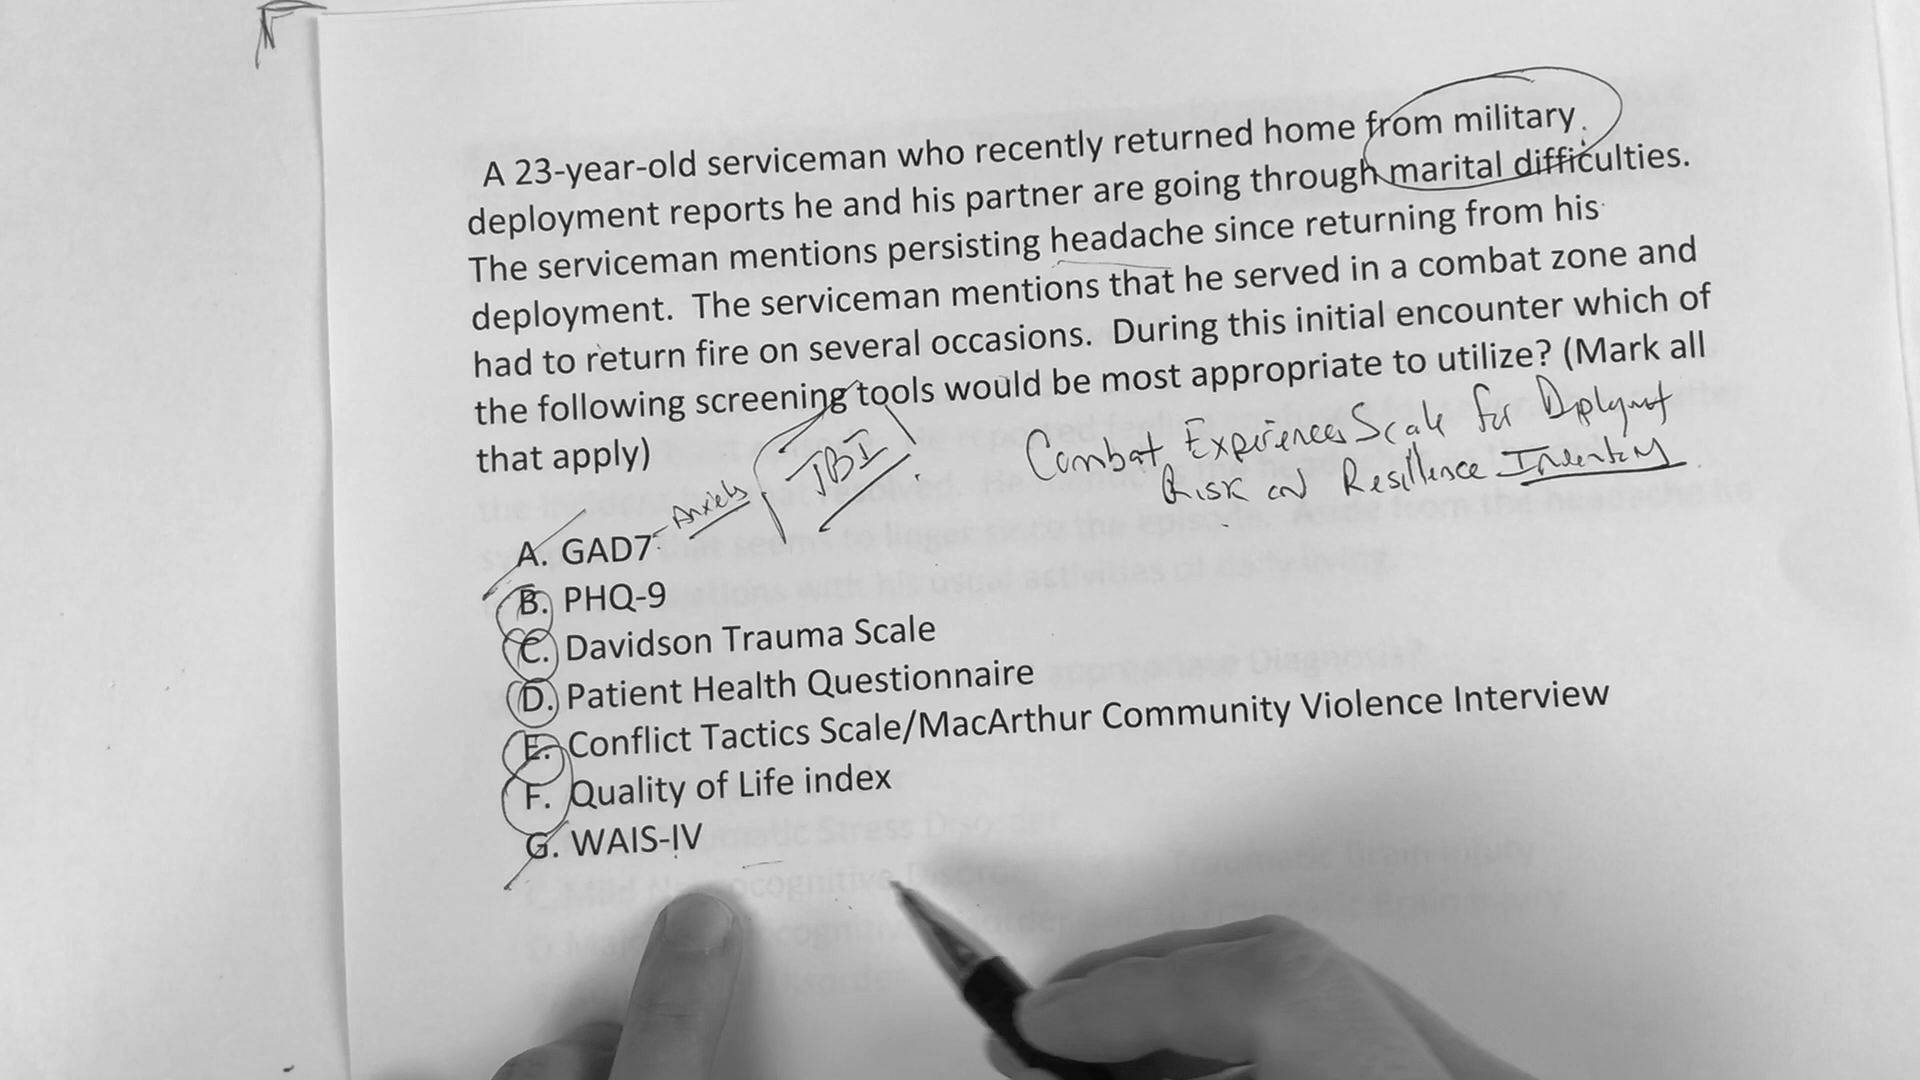 A 23-year-old serviceman who recently returned home from military
deployment reports he and his partner are going through marital difficulties.
The serviceman mentions persisting headache since returning from his
deployment. The serviceman mentions that he served in a combat zone and
had to return fire on several occasions. During this initial encounter which of
the following screening tools would be most appropriate to utilize? (Mark all
that apply)
TBI
Combat Experiences Scale for Deployment
Risk and Resilience Inventory
A. GAD7 - Anxiety
B. PHQ-9
C. Davidson Trauma Scale
D. Patient Health Questionnaire
E. Conflict Tactics Scale/MacArthur Community Violence Interview
F. Quality of Life index
G. WAIS-IV